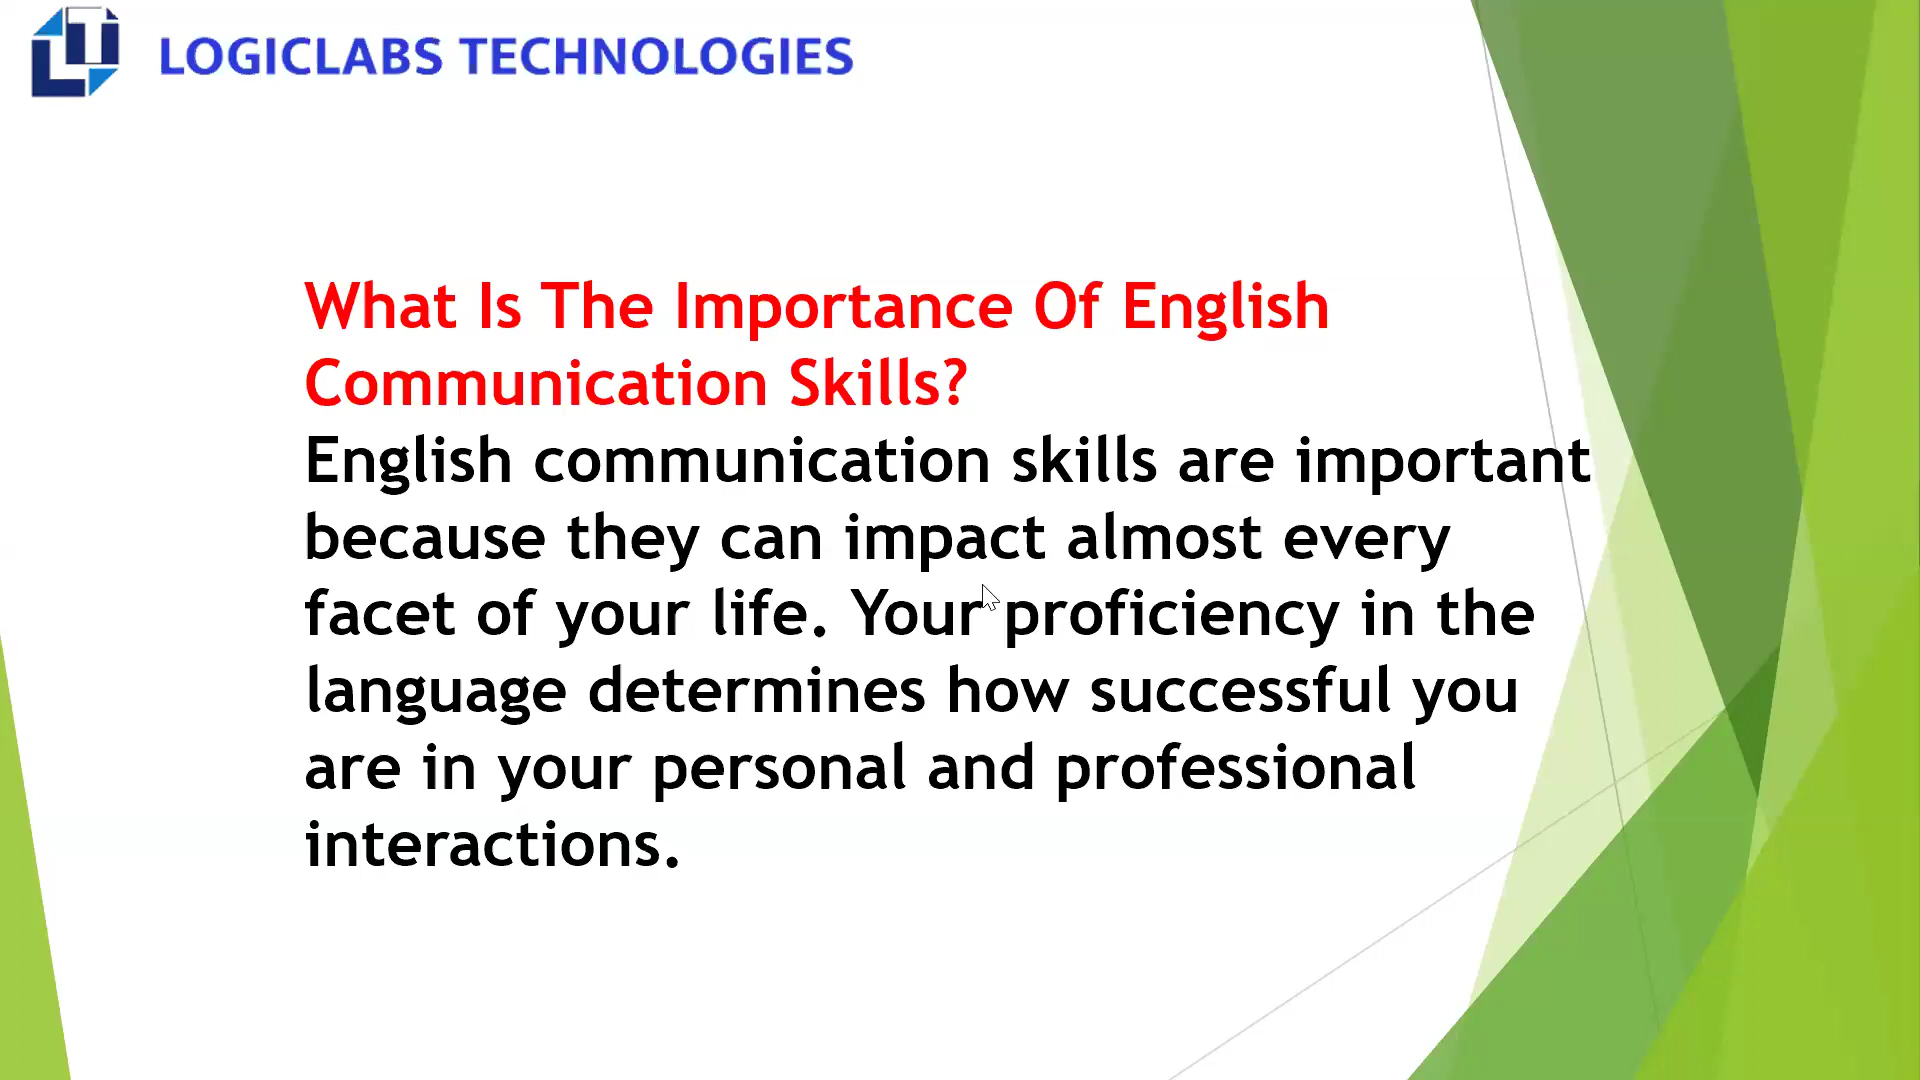 LOGICLABS TECHNOLOGIES
What Is The Importance Of English
Communication Skills?
English communication skills are important
because they can impact almost every
facet of your life. Your proficiency in the
language determines how successful you
are in your personal and professional
interactions.